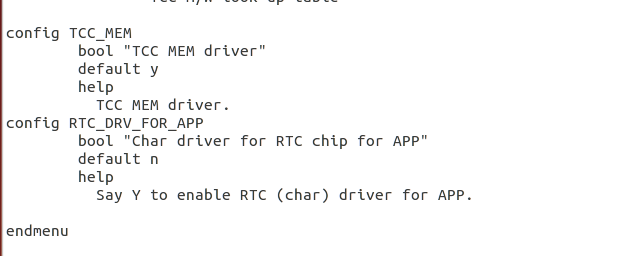 config TCC_MEM
bool "TCC MEM driver"
default y
help
TCC MEM driver.
config RTC_DRV_FOR_APP
bool "Char driver for RTC chip for APP"
default n
help
Say Y to enable RTC (char) driver for APP.
endmenu